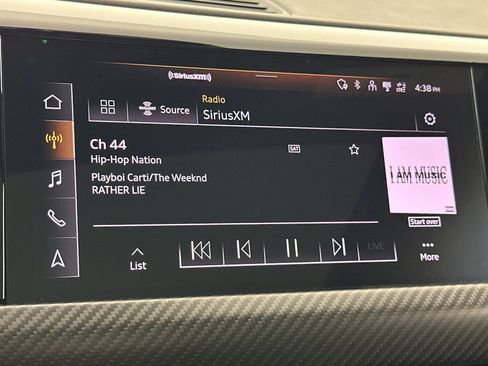 ((SiriusXM))
4:38 PM
Radio
SiriusXM
Source
SiriusXM
Ch 44
SAT
Hip-Hop Nation
Playboi Carti/The Weeknd
RATHER LIE
I AM MUSIC
Start over
List
LIVE
More